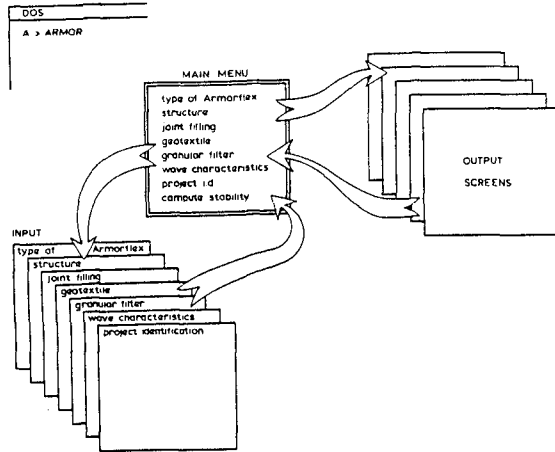 DOS
A > ARMOR
MAIN MENU
type of Armorflex
structure
joint filling
geotextile
granular filter
wave characteristics
project i.d
compute stability
OUTPUT
SCREENS
INPUT
type of Armorflex
structure
joint filling
geotextile
granular filter
wave characteristics
project identification